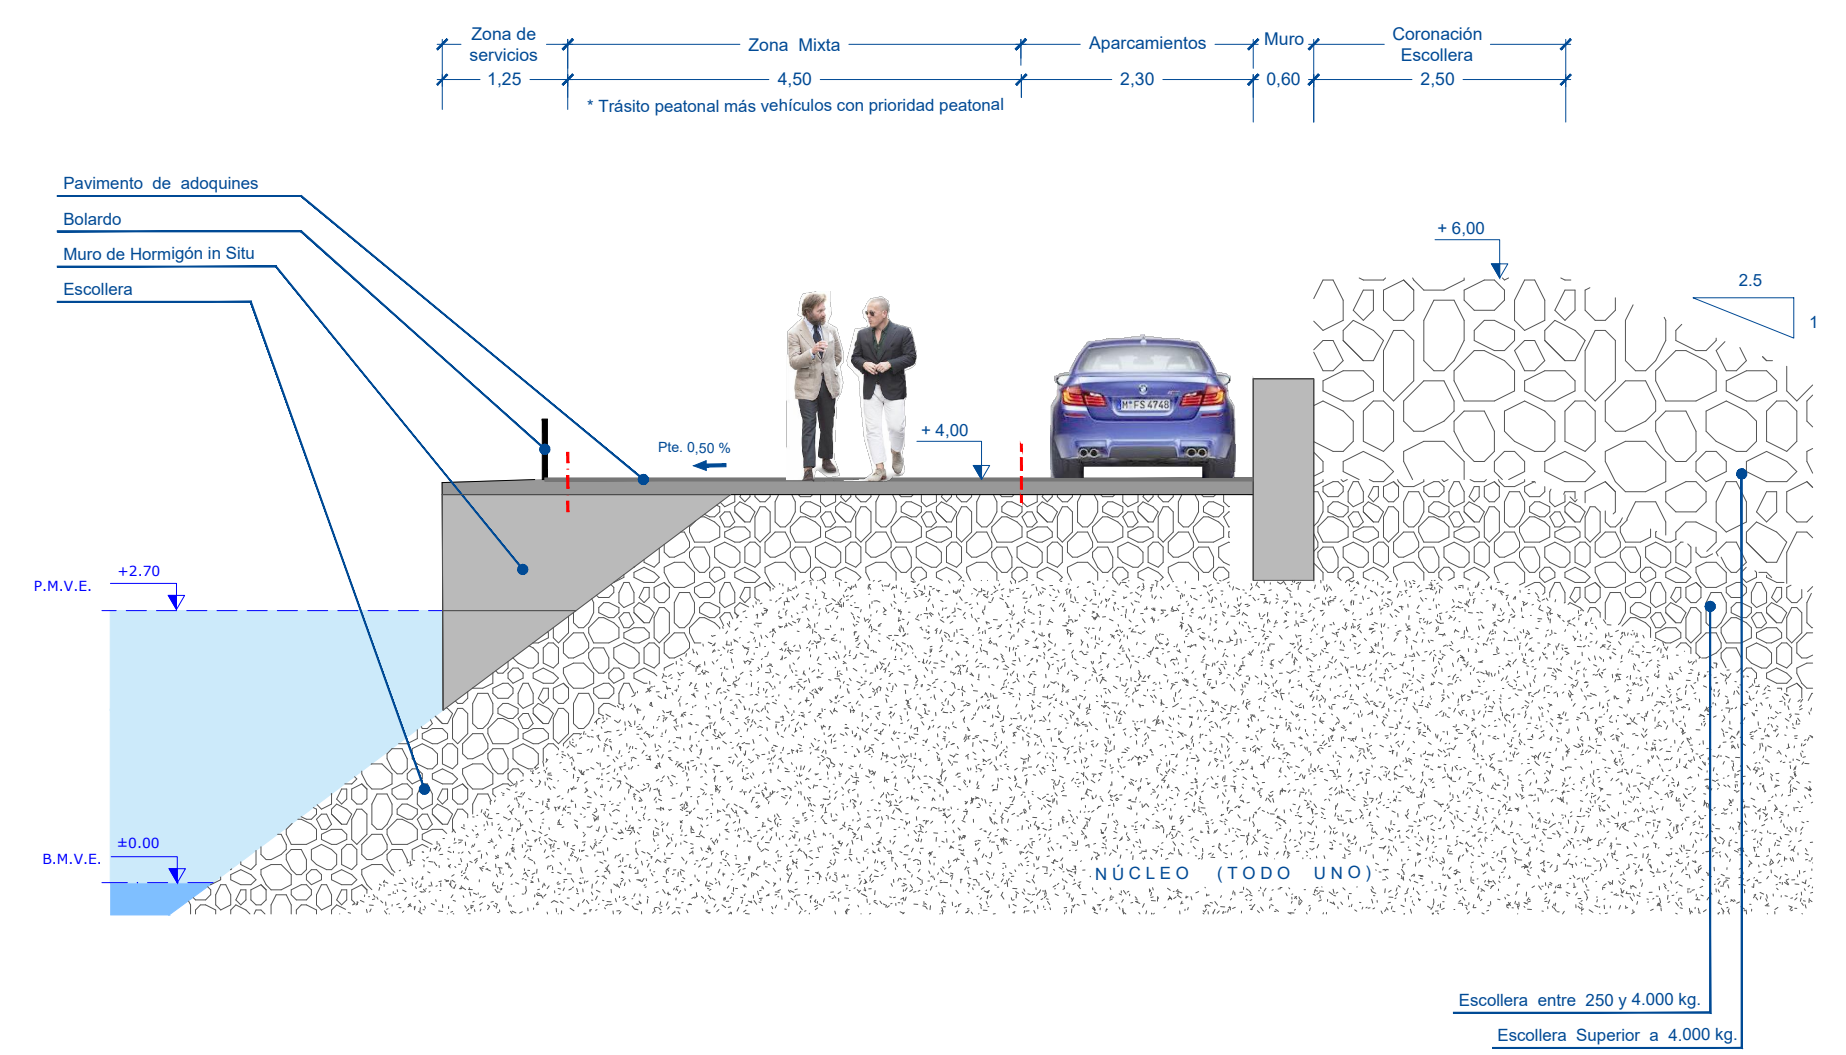 Zona de
servicios
Zona Mixta
Aparcamientos
Muro
Coronación
Escollera
1,25
4,50
2,30
0,60
2,50
* Trásito peatonal más vehículos con prioridad peatonal
Pavimento de adoquines
Bolardo
Muro de Hormigón in Situ
Escollera
+ 6,00
2.5
1
+ 4,00
Pte. 0,50 %
M*FS 4748
+2.70
P.M.V.E.
±0.00
B.M.V.E.
NÚCLEO (TODO UNO)
Escollera entre 250 y 4.000 kg.
Escollera Superior a 4.000 kg.